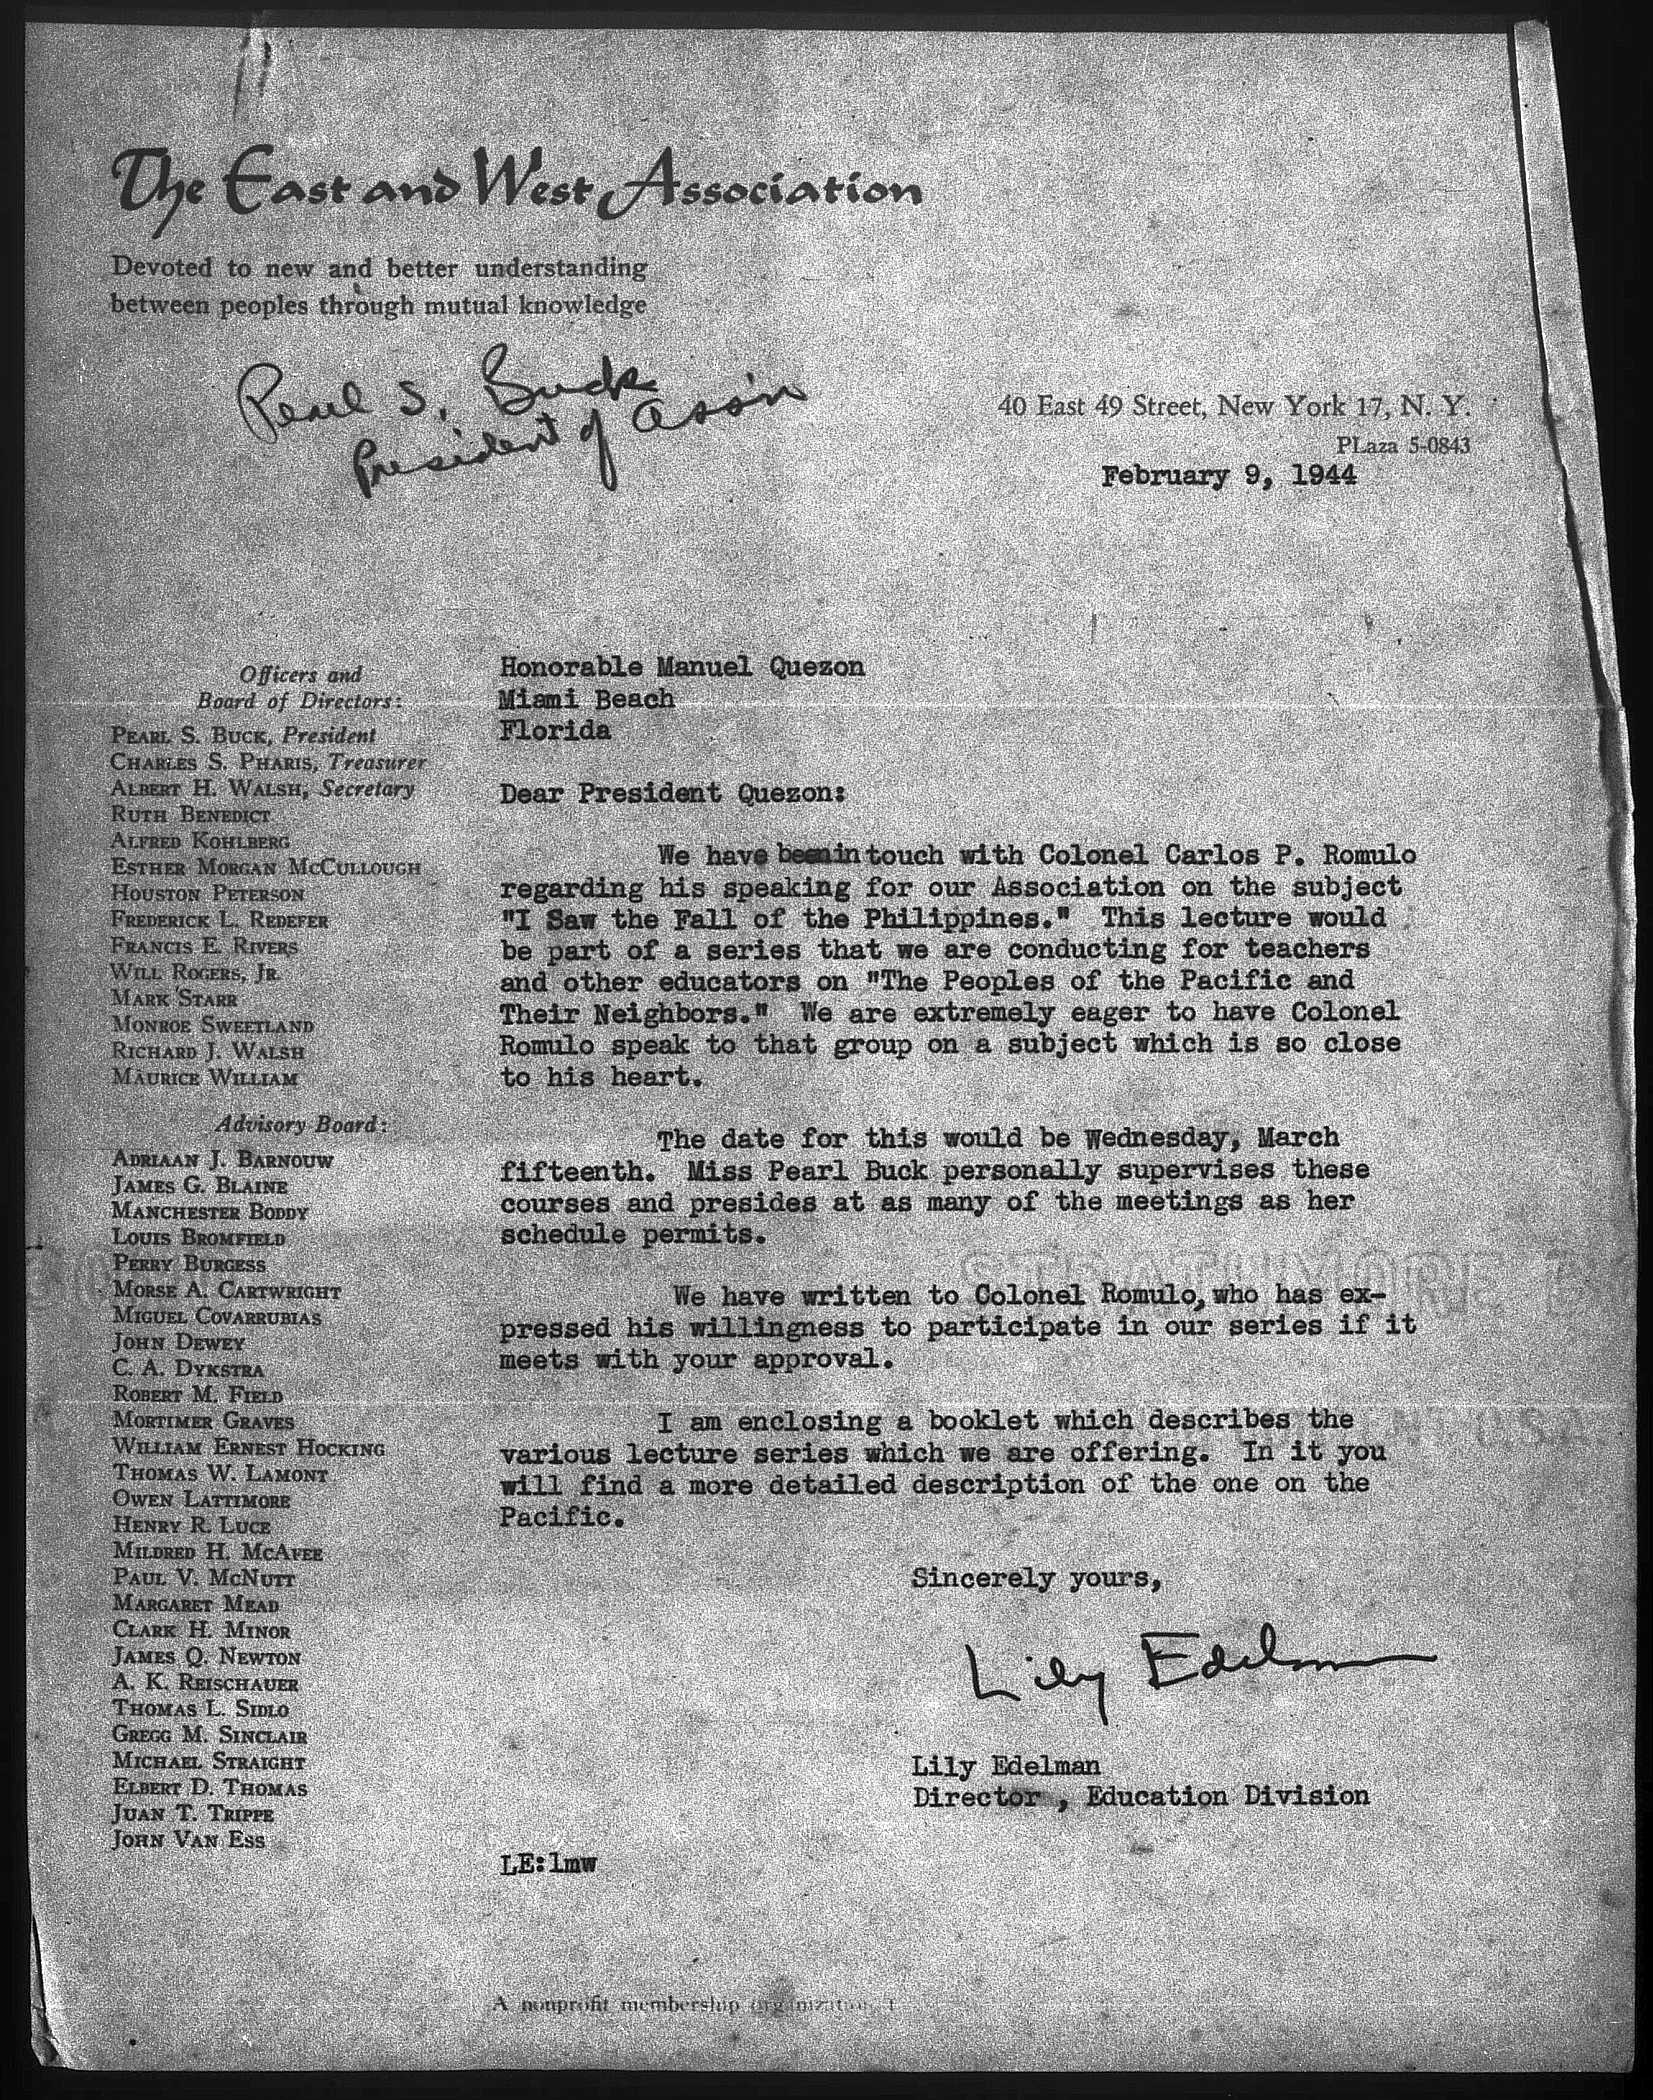 The East and West Association
Devoted to new and better understanding
between peoples through mutual knowledge
Pearl S. Buck
President of Ass'n
40 East 49 Street, New York 17, N. Y.
PLaza 5-0843
February 9, 1944
Officers and
Board of Directors:
PEARL S. BUCK, President
CHARLES S. PHARIS, Treasurer
ALBERT H. WALSH, Secretary
RUTH BENEDICT
ALFRED KOHLBERG
ESTHER MORGAN MCCULLOUGH
HOUSTON PETERSON
FREDERICK L. REDEFER
FRANCIS E. RIVERS
WILL ROGERS, JR.
MARK STARR
MONROE SWEETLAND
RICHARD J. WALSH
MAURICE WILLIAM
Advisory Board:
ADRIAAN J. BARNOUW
JAMES G. BLAINE
MANCHESTER BODDY
LOUIS BROMFIELD
PERRY BURGESS
MORSE A. CARTWRIGHT
MIGUEL COVARRUBIAS
JOHN DEWEY
C. A. DYKSTRA
ROBERT M. FIELD
MORTIMER GRAVES
WILLIAM ERNEST HOCKING
THOMAS W. LAMONT
OWEN LATTIMORE
HENRY R. LUCE
MILDRED H. MCAFEE
PAUL V. MCNUTT
MARGARET MEAD
CLARK H. MINOR
JAMES Q. NEWTON
A. K. REISCHAUER
THOMAS L. SIDLO
GREGG M. SINCLAIR
MICHAEL STRAIGHT
ELBERT D. THOMAS
JUAN T. TRIPPE
JOHN VAN ESS
Honorable Manuel Quezon
Miami Beach
Florida
Dear President Quezon:
We have been in touch with Colonel Carlos P. Romulo
regarding his speaking for our Association on the subject
"I Saw the Fall of the Philippines." This lecture would
be part of a series that we are conducting for teachers
and other educators on "The Peoples of the Pacific and
Their Neighbors." We are extremely eager to have Colonel
Romulo speak to that group on a subject which is so close
to his heart.
The date for this would be Wednesday, March
fifteenth. Miss Pearl Buck personally supervises these
courses and presides at as many of the meetings as her
schedule permits.
We have written to Colonel Romulo, who has ex-
pressed his willingness to participate in our series if it
meets with your approval.
I am enclosing a booklet which describes the
various lecture series which we are offering. In it you
will find a more detailed description of the one on the
Pacific.
Sincerely yours,
Lily Edelman
Lily Edelman
Director , Education Division
LE:lmw
A nonprofit membership organization